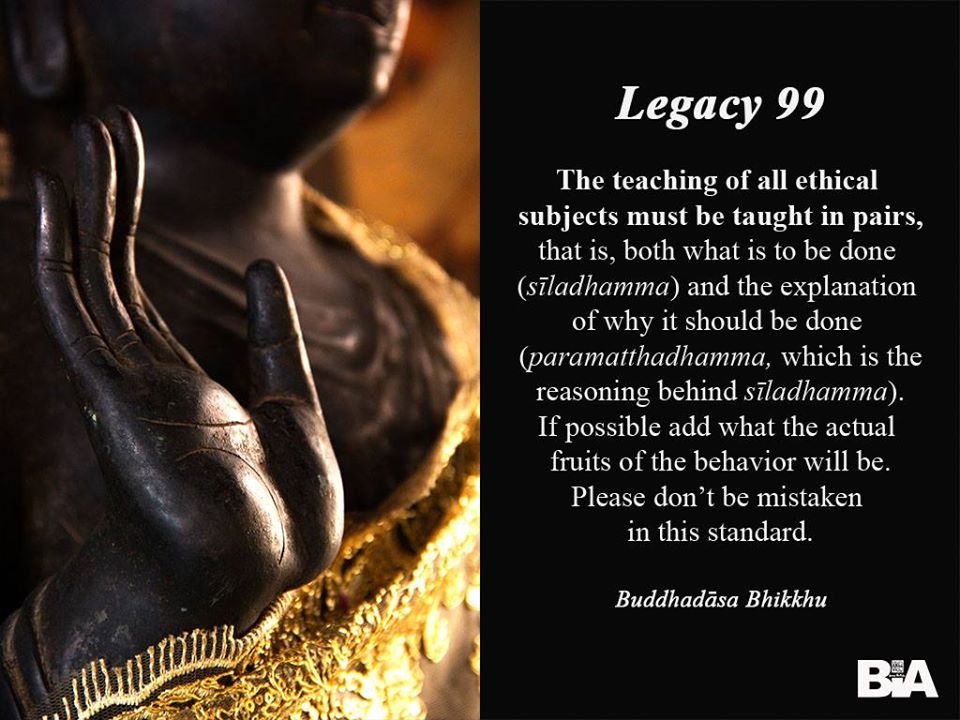 Legacy 99
The teaching of all ethical
subjects must be taught in pairs,
that is, both what is to be done
(sīladhamma) and the explanation
of why it should be done
(paramatthadhamma, which is the
reasoning behind sīladhamma).
If possible add what the actual
fruits of the behavior will be.
Please don’t be mistaken
in this standard.
Buddhadāsa Bhikkhu
BiA